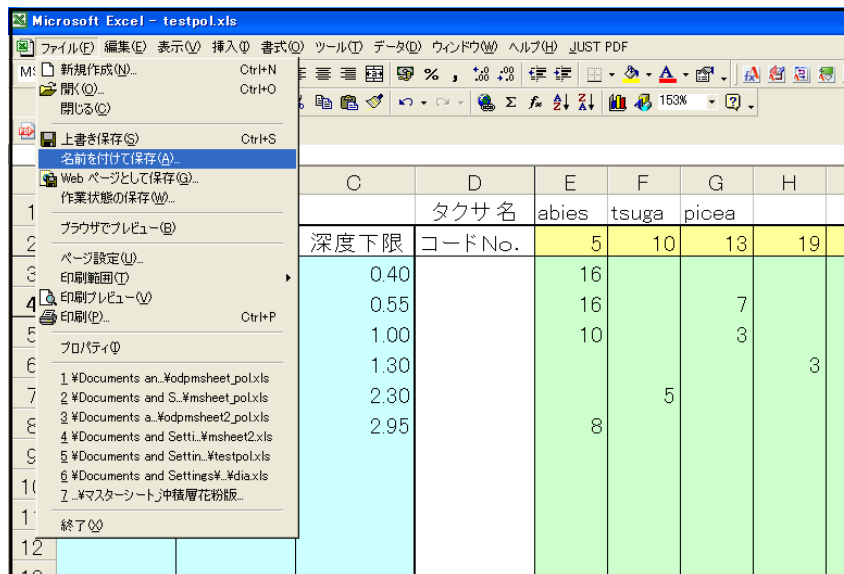 Microsoft Excel - testpol.xls
ファイル(F) 編集(E) 表示(V) 挿入(I) 書式(O) ツール(T) データ(D) ウィンドウ(W) ヘルプ(H) JUST PDF
新規作成(N)... Ctrl+N
開く(O)... Ctrl+O
閉じる(C)
153%
上書き保存(S) Ctrl+S
名前を付けて保存(A)...
Web ページとして保存(G)...
作業状態の保存(W)...
ブラウザでプレビュー(B)
ページ設定(U)...
印刷範囲(T)
印刷プレビュー(V)
印刷(P)... Ctrl+P
プロパティ(I)
1 ¥Documents an...¥odpmsheet_pol.xls
2 ¥Documents and S...¥msheet_pol.xls
3 ¥Documents a...¥odpmsheet2_pol.xls
4 ¥Documents and Setti...¥msheet2.xls
5 ¥Documents and Settin...¥testpol.xls
6 ¥Documents and Settings¥...¥dia.xls
7 ...¥マスターシート_沖積層花粉版...
終了(X)
C D E F G H
1 タクサ名 abies tsuga picea
2 深度下限 コードNo. 5 10 13 19
3 0.40 16
4 0.55 16 7
5 1.00 10 3
6 1.30 3
7 2.30 5
8 2.95 8
9
10
11
12